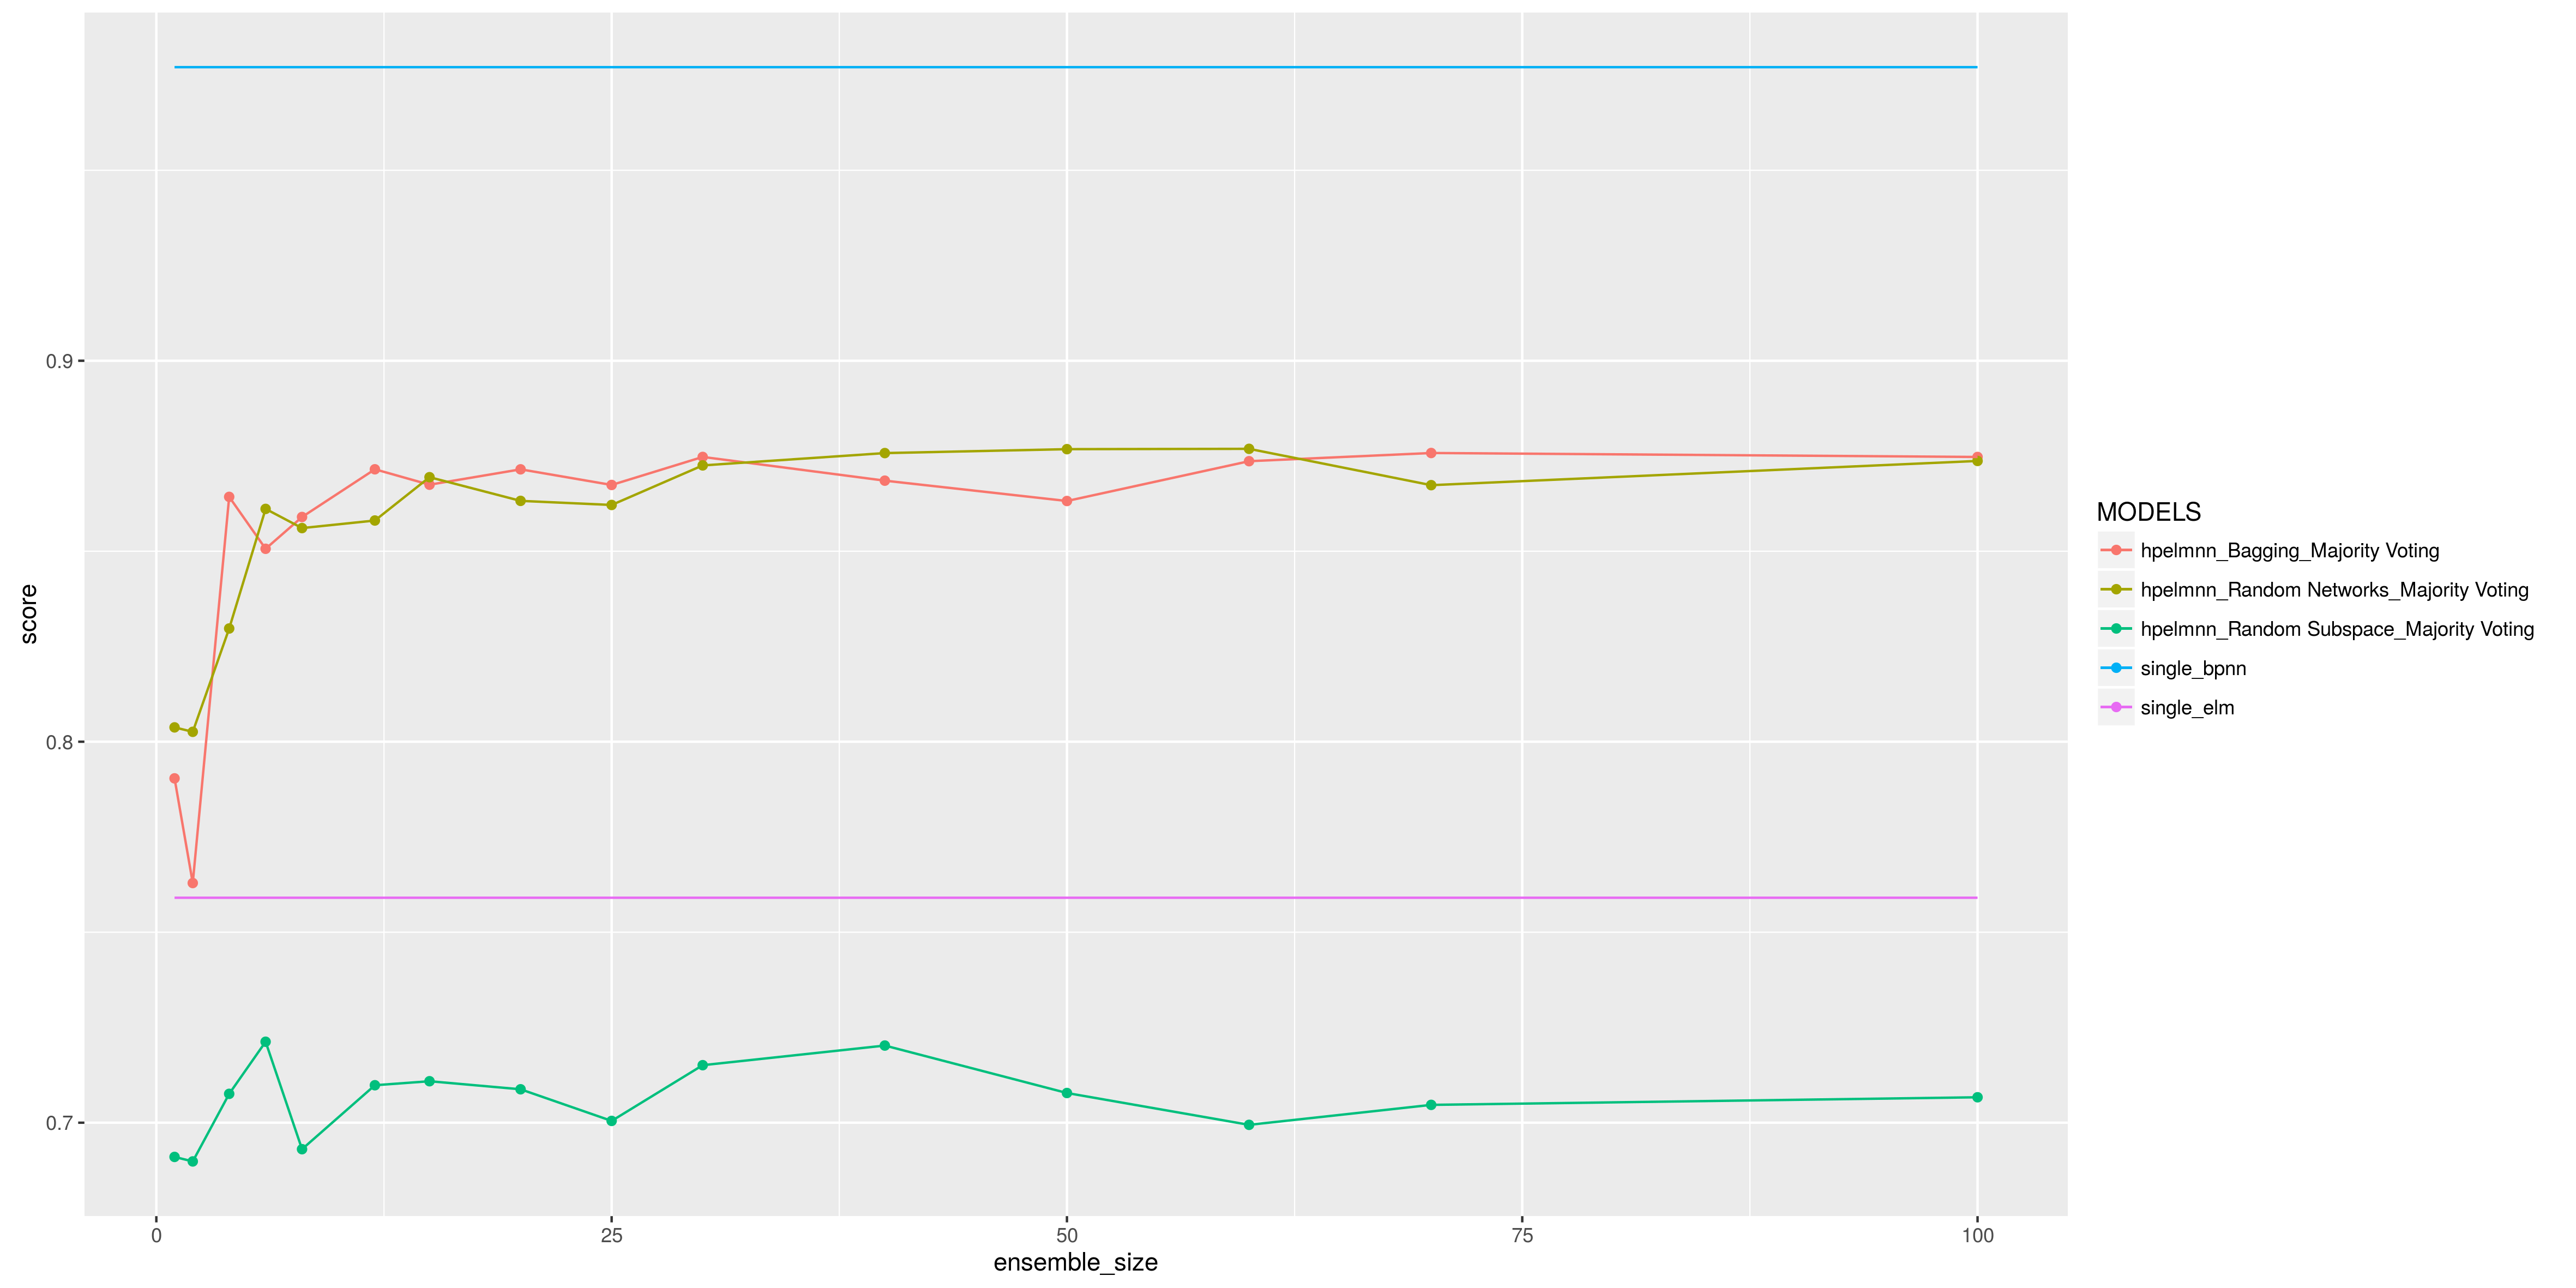 0.9
0.8
0.7
score
0 25 50 75 100
ensemble_size
MODELS
hpelmnn_Bagging_Majority Voting
hpelmnn_Random Networks_Majority Voting
hpelmnn_Random Subspace_Majority Voting
single_bpnn
single_elm